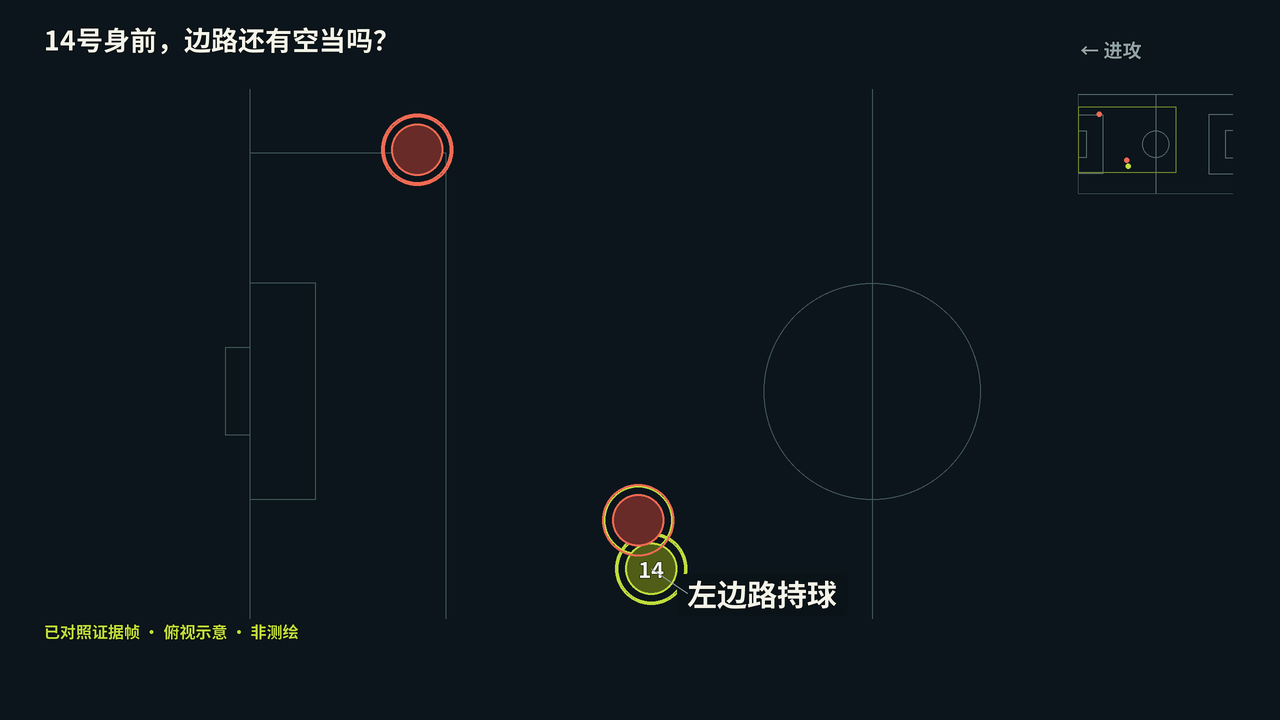 14号身前，边路还有空当吗？
← 进攻
14
左边路持球
已对照证据帧 · 俯视示意 · 非测绘